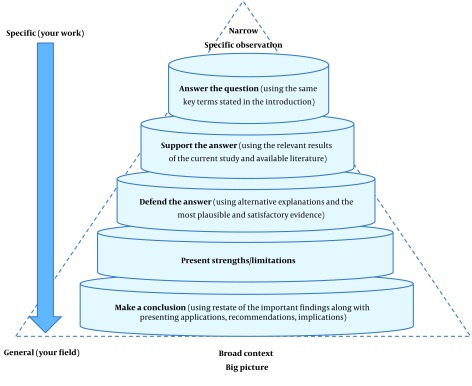 Specific (your work)
Narrow
Specific observation
Answer the question (using the same
key terms stated in the introduction)
Support the answer (using the relevant results
of the current study and available literature)
Defend the answer (using alternative explanations and the
most plausible and satisfactory evidence)
Present strengths/limitations
Make a conclusion (using restate of the important findings along with
presenting applications, recommendations, implications)
General (your field)
Broad context
Big picture